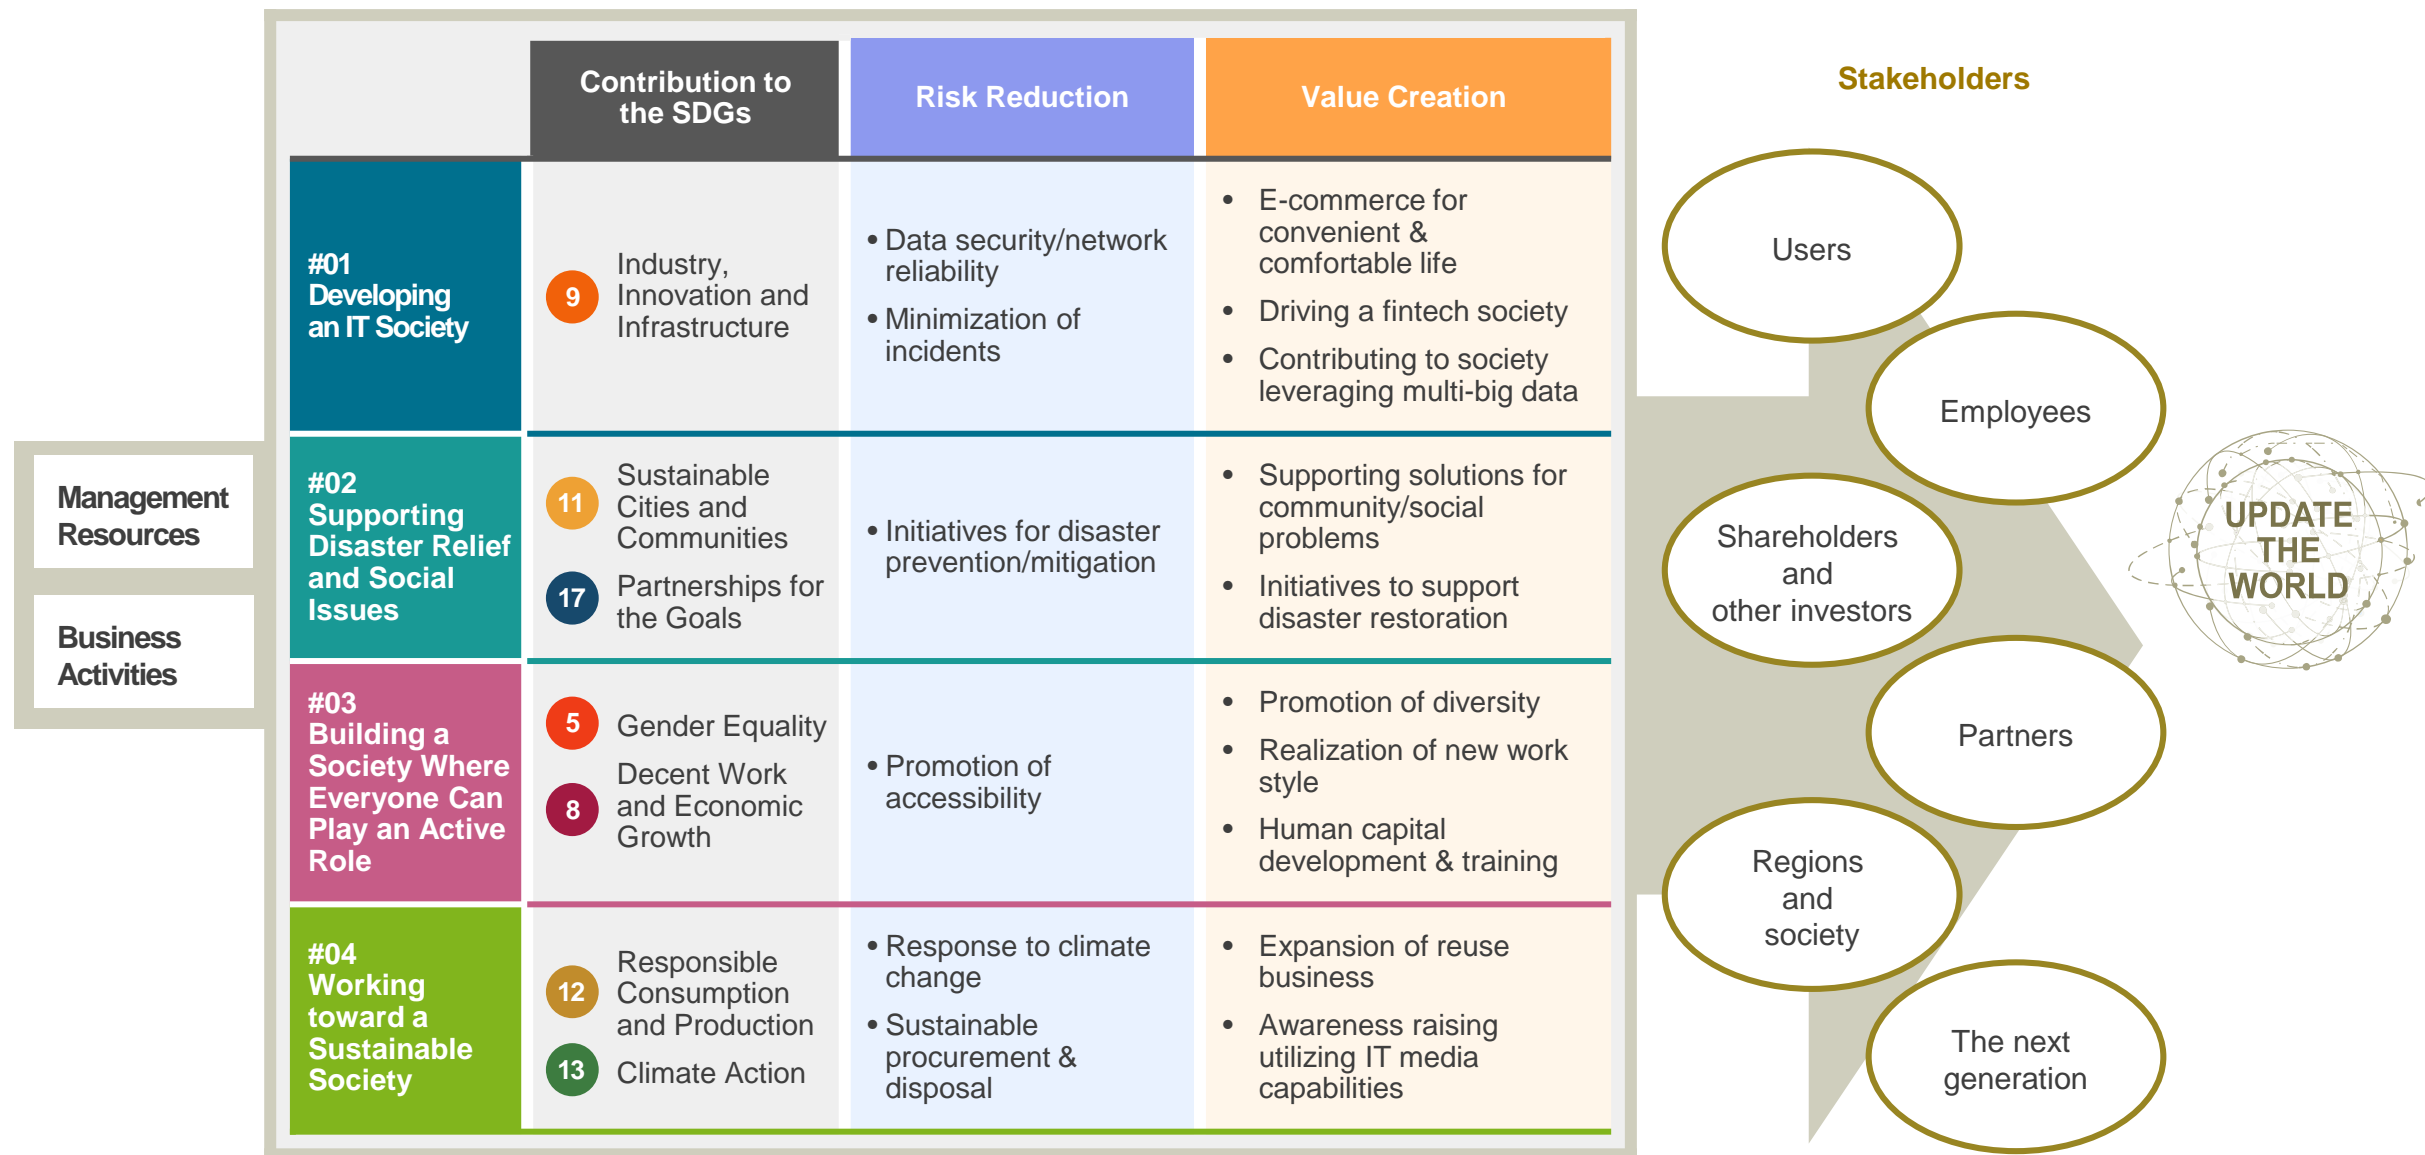 Management
Resources
Business
Activities
Contribution to
the SDGs
Risk Reduction
Value Creation
#01
Developing
an IT Society
9
Industry,
Innovation and
Infrastructure
• Data security/network
reliability
• Minimization of
incidents
• E-commerce for
convenient &
comfortable life
• Driving a fintech society
• Contributing to society
leveraging multi-big data
#02
Supporting
Disaster Relief
and Social
Issues
11
Sustainable
Cities and
Communities
17
Partnerships for
the Goals
• Initiatives for disaster
prevention/mitigation
• Supporting solutions for
community/social
problems
• Initiatives to support
disaster restoration
#03
Building a
Society Where
Everyone Can
Play an Active
Role
5
Gender Equality
8
Decent Work
and Economic
Growth
• Promotion of
accessibility
• Promotion of diversity
• Realization of new work
style
• Human capital
development & training
#04
Working
toward a
Sustainable
Society
12
Responsible
Consumption
and Production
13
Climate Action
• Response to climate
change
• Sustainable
procurement &
disposal
• Expansion of reuse
business
• Awareness raising
utilizing IT media
capabilities
Stakeholders
Users
Employees
Shareholders
and
other investors
Partners
Regions
and
society
The next
generation
UPDATE
THE
WORLD